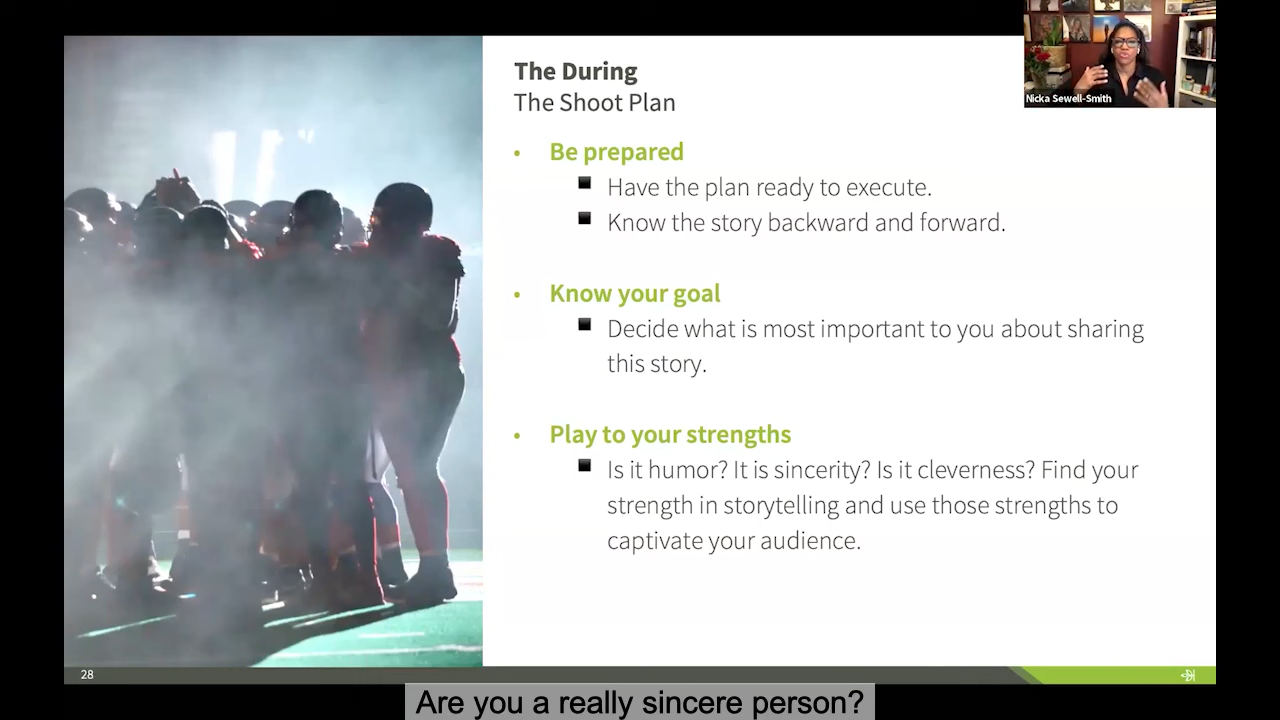 The During
The Shoot Plan
Nicka Sewell-Smith
• Be prepared
Have the plan ready to execute.
Know the story backward and forward.
• Know your goal
Decide what is most important to you about sharing
this story.
• Play to your strengths
Is it humor? It is sincerity? Is it cleverness? Find your
strength in storytelling and use those strengths to
captivate your audience.
28
Are you a really sincere person?